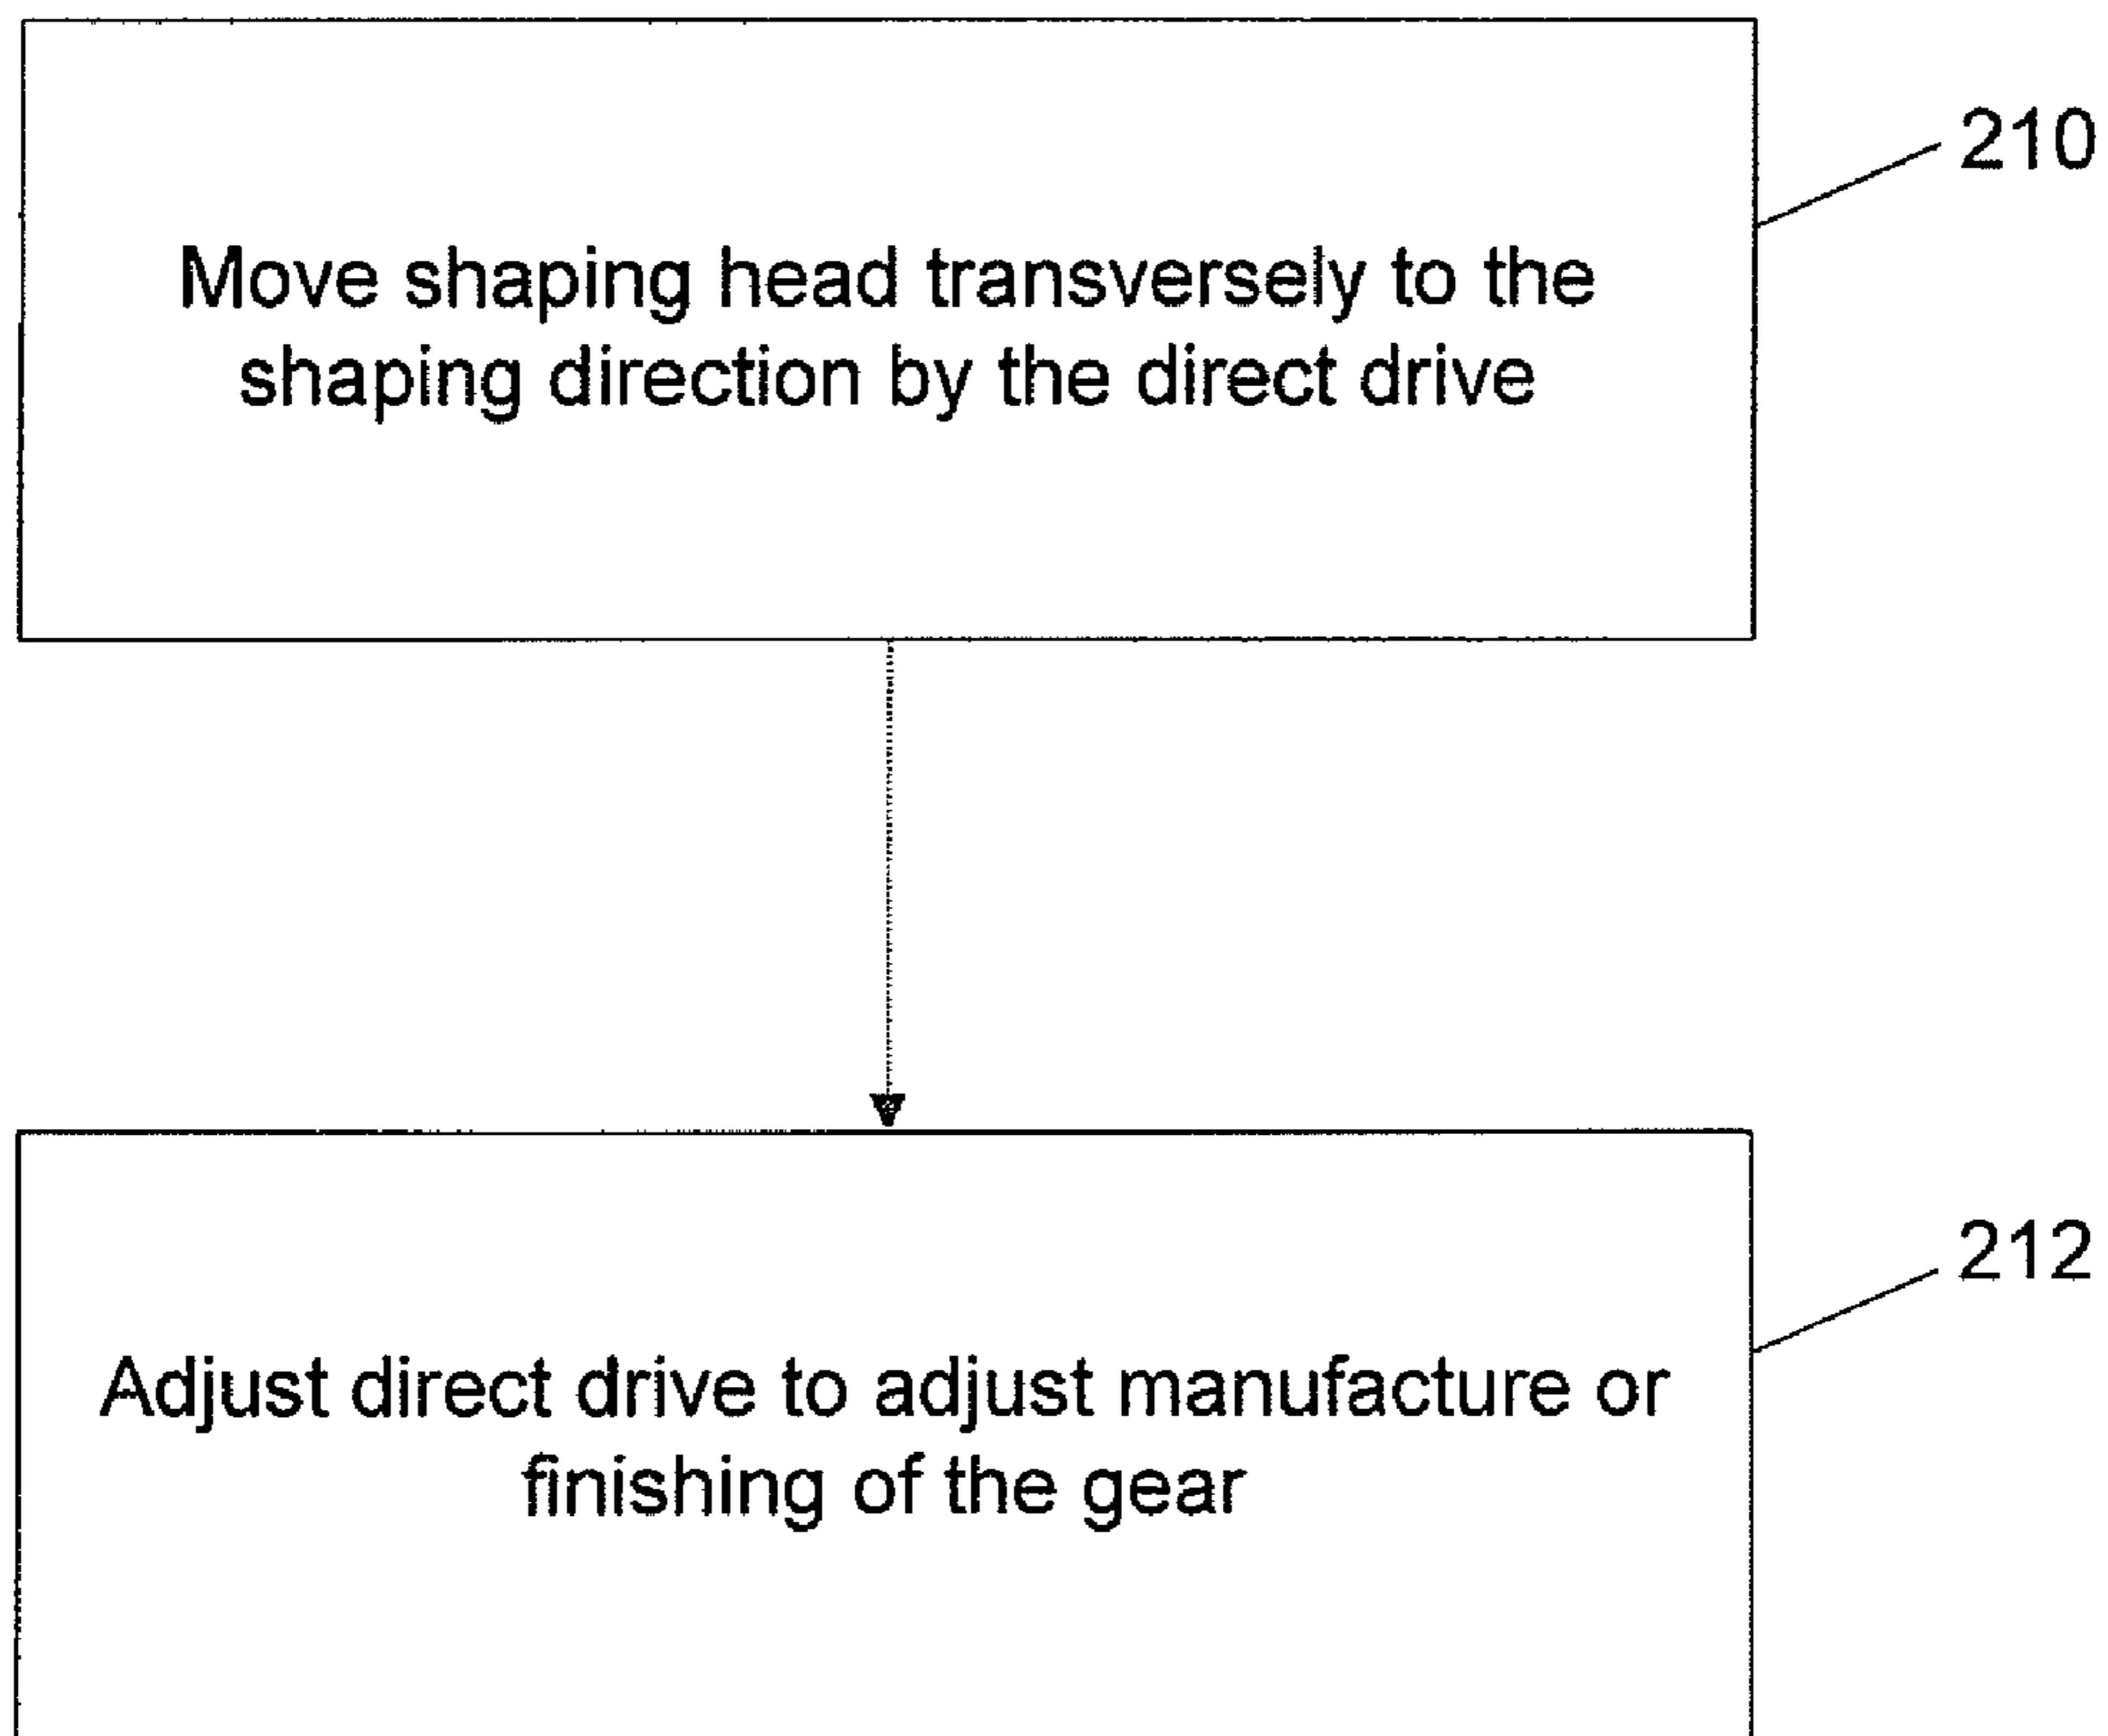 Move shaping head transversely to the
shaping direction by the direct drive
210
Adjust direct drive to adjust manufacture or
finishing of the gear
212